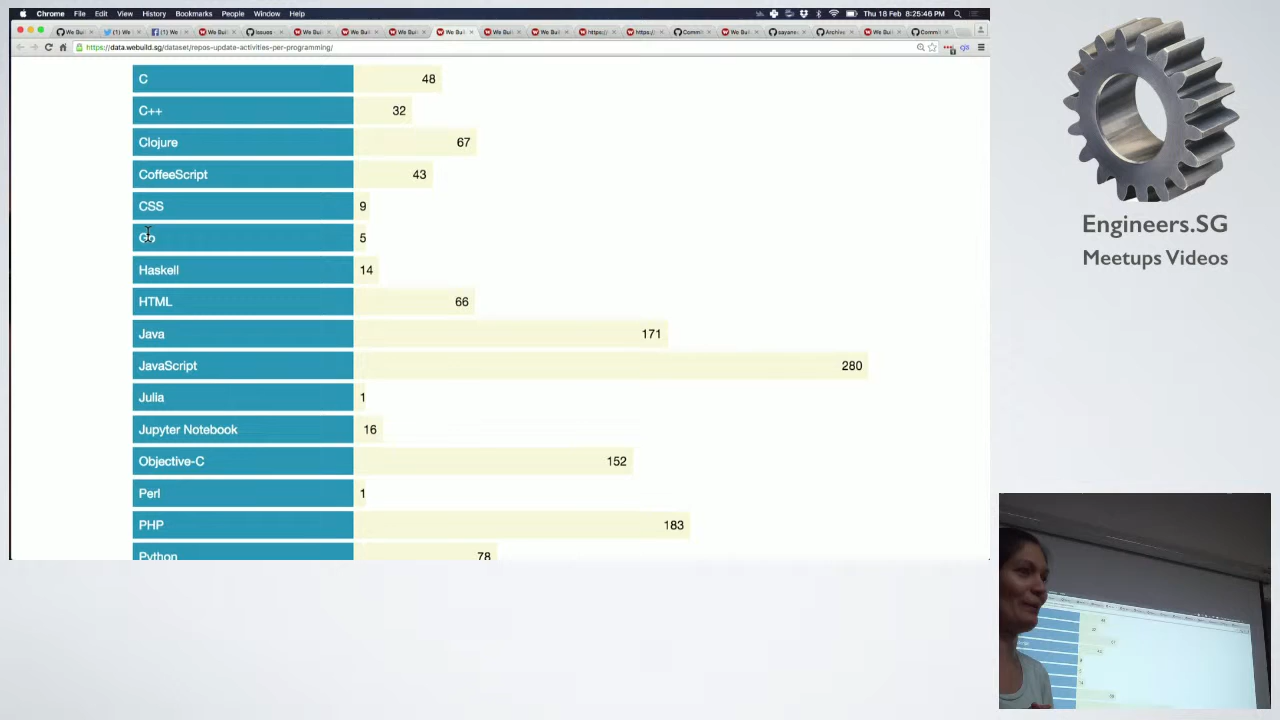 Chrome File Edit View History Bookmarks People Window Help
Thu 18 Feb 8:25:46 PM
https://data.webuild.sg/dataset/repos-update-activities-per-programming/
C 48
C++ 32
Clojure 67
CoffeeScript 43
CSS 9
Go 5
Haskell 14
HTML 66
Java 171
JavaScript 280
Julia 1
Jupyter Notebook 16
Objective-C 152
Perl 1
PHP 183
Python 78
Engineers.SG
Meetups Videos